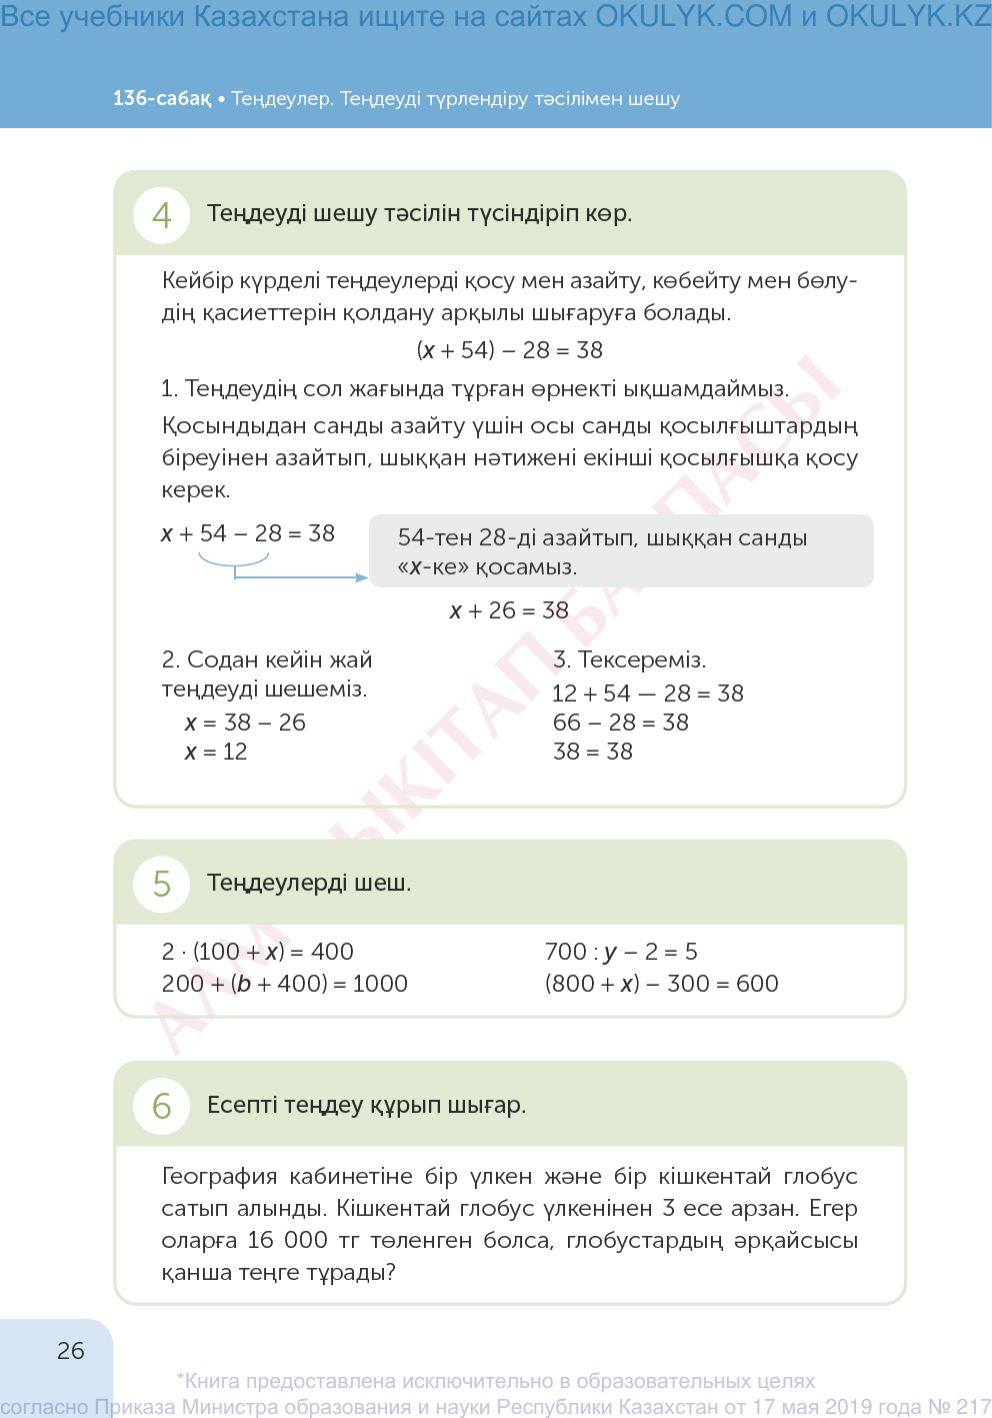 Все учебники Казахстана ищите на сайтах OKULYK.COM и OKULYK.KZ
136-сабақ • Теңдеулер. Теңдеуді түрлендіру тәсілімен шешу
4 Теңдеуді шешу тәсілін түсіндіріп көр.
Кейбір күрделі теңдеулерді қосу мен азайту, көбейту мен бөлу-
дің қасиеттерін қолдану арқылы шығаруға болады.
(x + 54) – 28 = 38
1. Теңдеудің сол жағында тұрған өрнекті ықшамдаймыз.
Қосындыдан санды азайту үшін осы санды қосылғыштардың
біреуінен азайтып, шыққан нәтижені екінші қосылғышқа қосу
керек.
x + 54 – 28 = 38
54-тен 28-ді азайтып, шыққан санды
«x-ке» қосамыз.
x + 26 = 38
2. Содан кейін жай
теңдеуді шешеміз.
x = 38 – 26
x = 12
3. Тексереміз.
12 + 54 — 28 = 38
66 – 28 = 38
38 = 38
5 Теңдеулерді шеш.
2 · (100 + x) = 400
200 + (b + 400) = 1000
700 : y – 2 = 5
(800 + x) – 300 = 600
6 Есепті теңдеу құрып шығар.
География кабинетіне бір үлкен және бір кішкентай глобус
сатып алынды. Кішкентай глобус үлкенінен 3 есе арзан. Егер
оларға 16 000 тг төленген болса, глобустардың әрқайсысы
қанша теңге тұрады?
26
*Книга предоставлена исключительно в образовательных целях
согласно Приказа Министра образования и науки Республики Казахстан от 17 мая 2019 года № 217